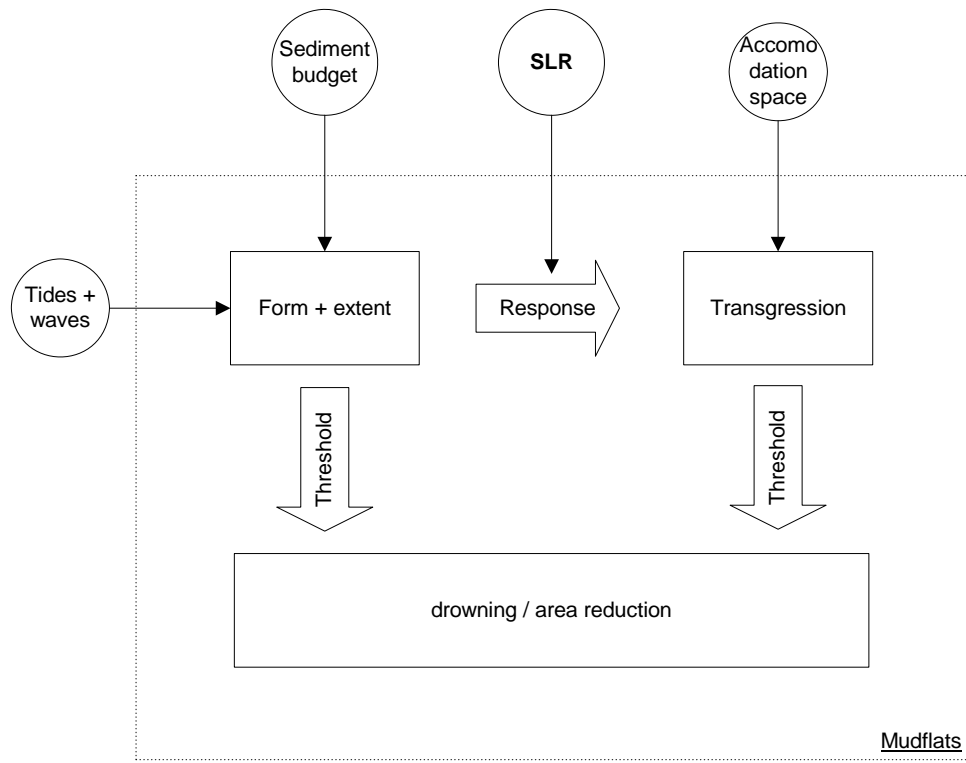 Sediment
budget
SLR
Accomo
dation
space
Tides +
waves
Form + extent
Response
Transgression
Threshold
Threshold
drowning / area reduction
Mudflats